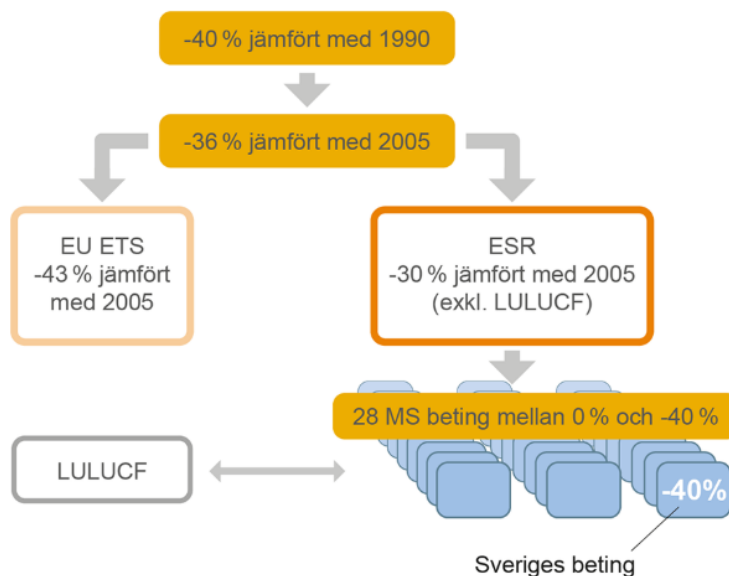 -40 % jämfört med 1990
-36 % jämfört med 2005
EU ETS
-43 % jämfört
med 2005
ESR
-30 % jämfört med 2005
(exkl. LULUCF)
28 MS beting mellan 0 % och -40 %
LULUCF
-40%
Sveriges beting